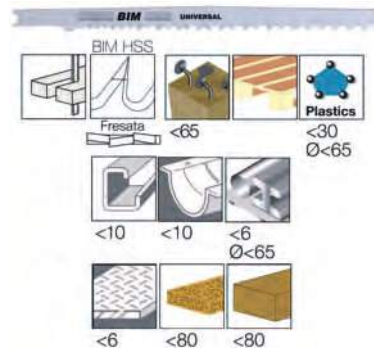 BIM UNIVERSAL
BIM HSS
Plastics
Fresata
<65
<30
Ø<65
<10 <10 <6
Ø<65
<6 <80 <80